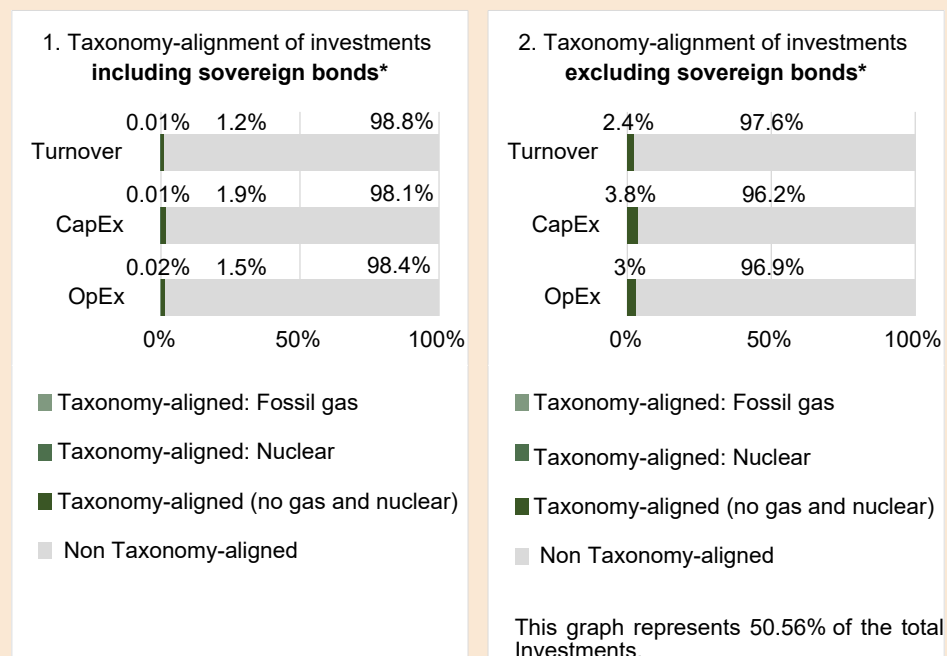 1. Taxonomy-alignment of investments
including sovereign bonds*
0.01% 1.2% 98.8%
Turnover
0.01% 1.9% 98.1%
CapEx
0.02% 1.5% 98.4%
OpEx
0% 50% 100%
Taxonomy-aligned: Fossil gas
Taxonomy-aligned: Nuclear
Taxonomy-aligned (no gas and nuclear)
Non Taxonomy-aligned
2. Taxonomy-alignment of investments
excluding sovereign bonds*
2.4% 97.6%
Turnover
3.8% 96.2%
CapEx
3% 96.9%
OpEx
0% 50% 100%
Taxonomy-aligned: Fossil gas
Taxonomy-aligned: Nuclear
Taxonomy-aligned (no gas and nuclear)
Non Taxonomy-aligned
This graph represents 50.56% of the total
Investments.